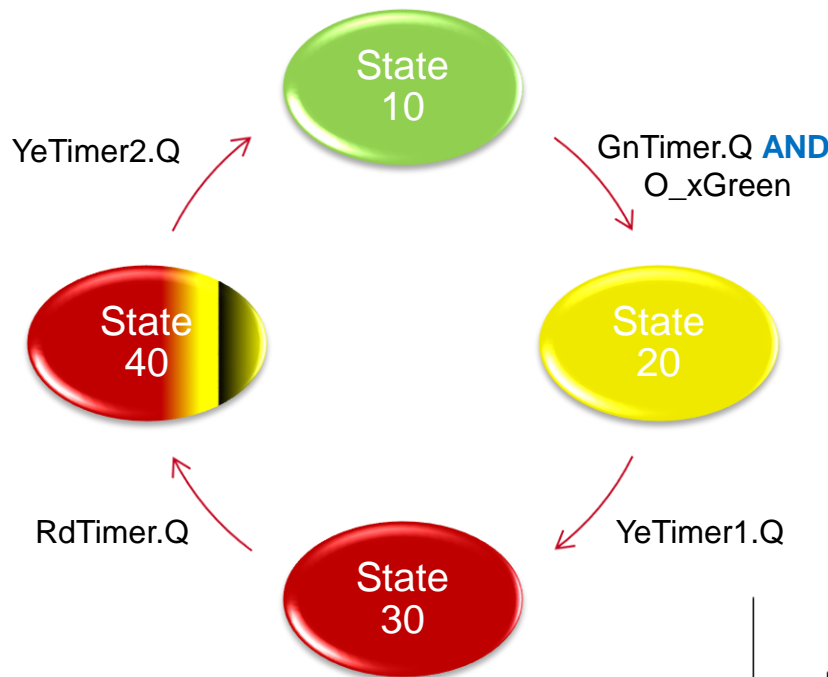 State
10
YeTimer2.Q
GnTimer.Q AND
O_xGreen
State
40
State
20
RdTimer.Q
YeTimer1.Q
State
30